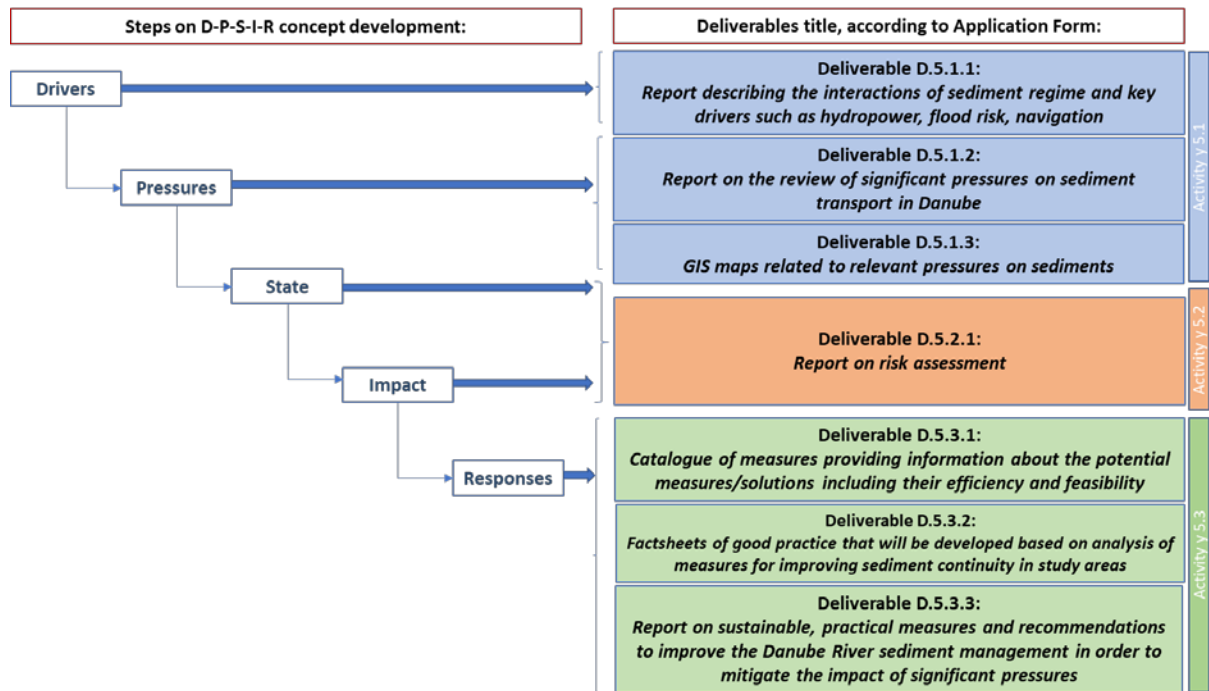 Steps on D-P-S-I-R concept development:
Deliverables title, according to Application Form:
Drivers
Pressures
State
Impact
Responses
Deliverable D.5.1.1:
Report describing the interactions of sediment regime and key
drivers such as hydropower, flood risk, navigation
Deliverable D.5.1.2:
Report on the review of significant pressures on sediment
transport in Danube
Deliverable D.5.1.3:
GIS maps related to relevant pressures on sediments
Activity y 5.1
Deliverable D.5.2.1:
Report on risk assessment
Activity y 5.2
Deliverable D.5.3.1:
Catalogue of measures providing information about the potential
measures/solutions including their efficiency and feasibility
Deliverable D.5.3.2:
Factsheets of good practice that will be developed based on analysis of
measures for improving sediment continuity in study areas
Deliverable D.5.3.3:
Report on sustainable, practical measures and recommendations
to improve the Danube River sediment management in order to
mitigate the impact of significant pressures
Activity y 5.3